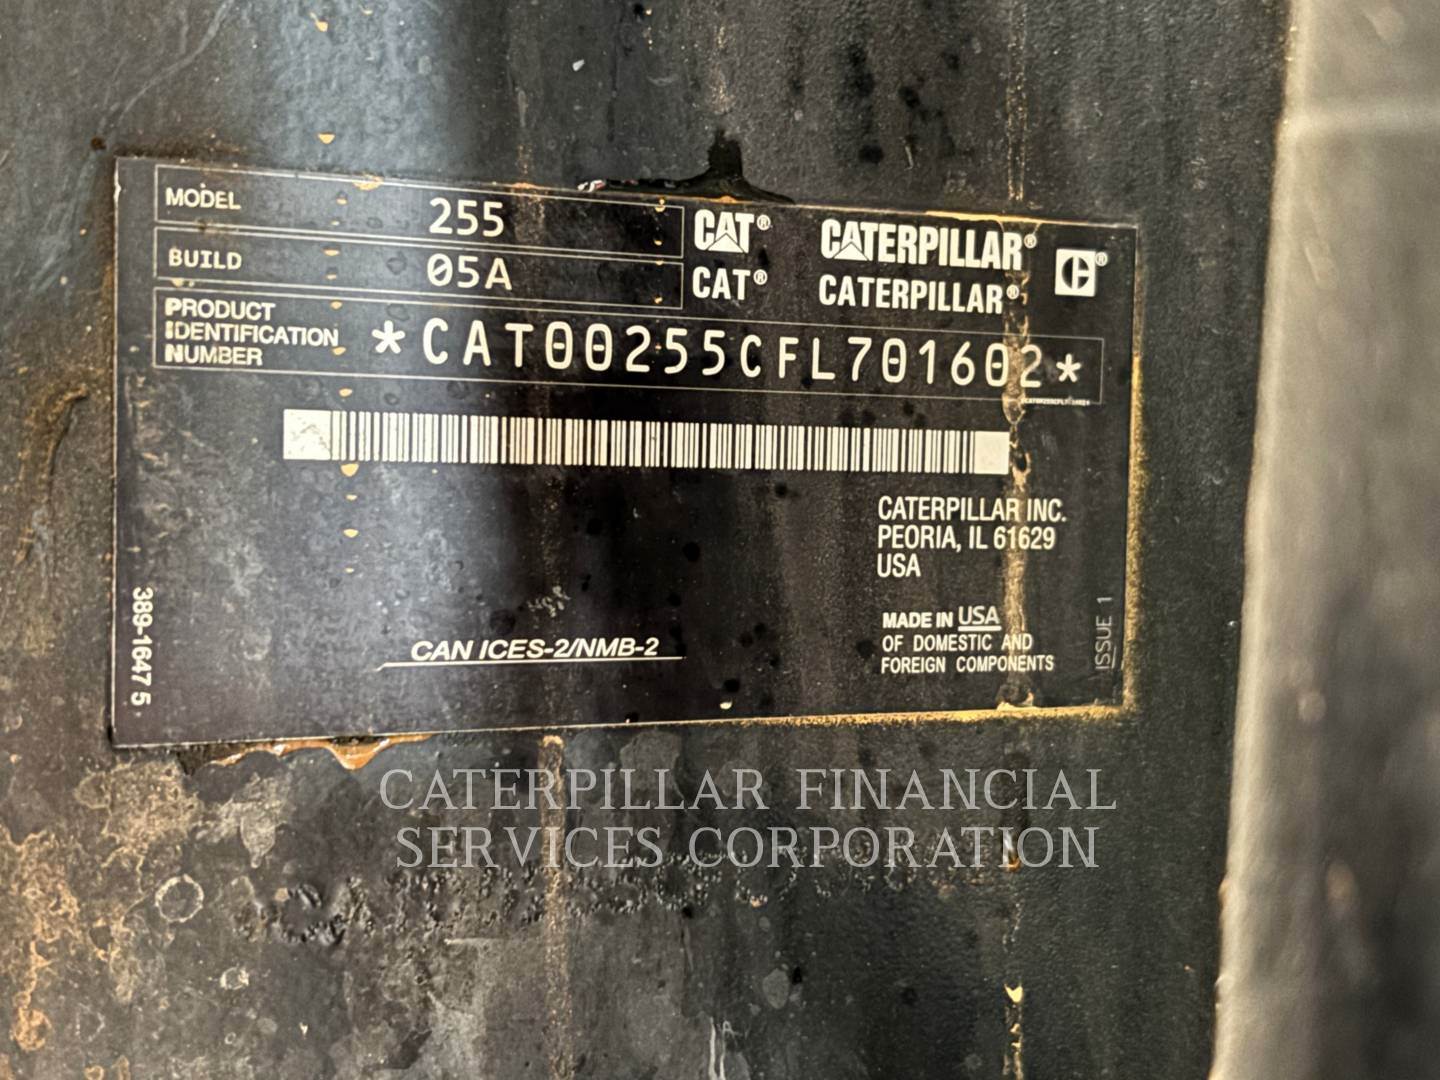 MODEL 255
BUILD 05A
CAT® CATERPILLAR®
CAT® CATERPILLAR®
C®
PRODUCT
IDENTIFICATION
NUMBER
*CAT00255CFL701602*
CATERPILLAR INC.
PEORIA, IL 61629
USA
MADE IN USA
OF DOMESTIC AND
FOREIGN COMPONENTS
CAN ICES-2/NMB-2
389-1647 5
ISSUE 1
CATERPILLAR FINANCIAL
SERVICES CORPORATION